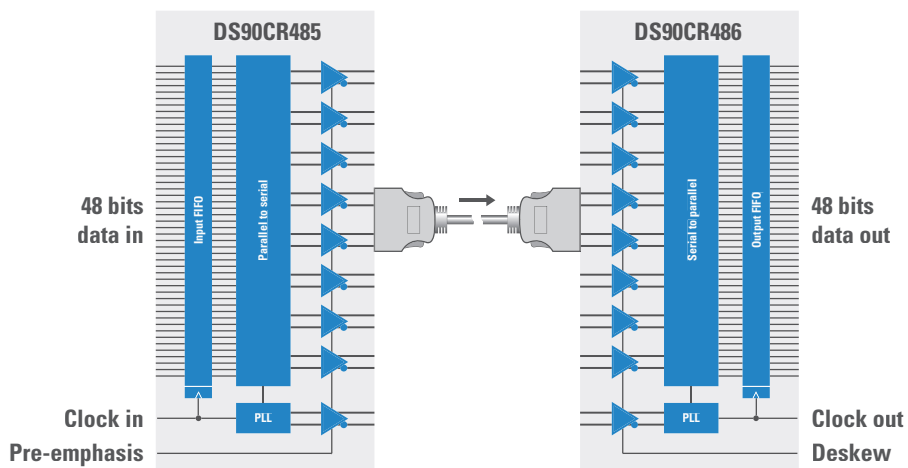 DS90CR485
DS90CR486
48 bits
data in
Input FIFO
Parallel to serial
Serial to parallel
Output FIFO
48 bits
data out
Clock in
PLL
PLL
Clock out
Pre-emphasis
Deskew